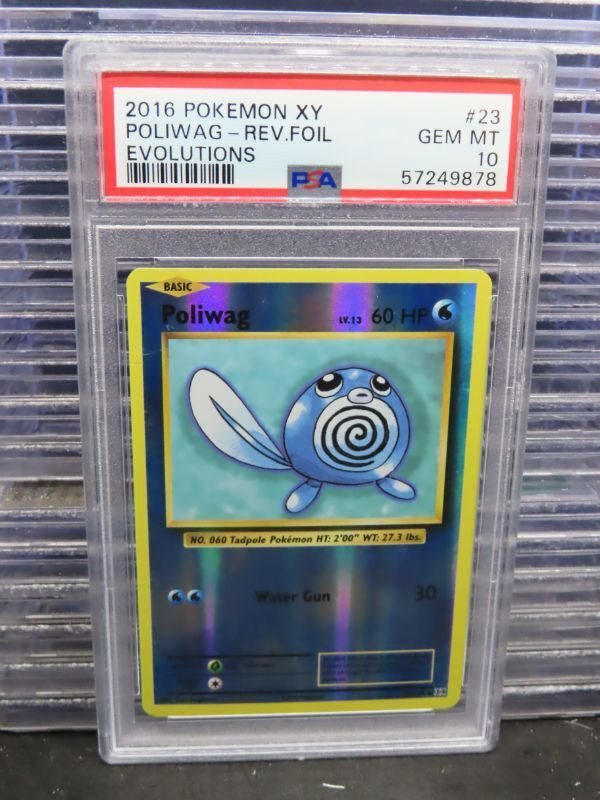 2016 POKEMON XY #23
POLIWAG - REV.FOIL GEM MT
EVOLUTIONS 10
PSA 57249878
BASIC
Poliwag LV.13 60 HP
NO. 060 Tadpole Pokémon HT: 2'00" WT: 27.3 lbs.
Water Gun 30